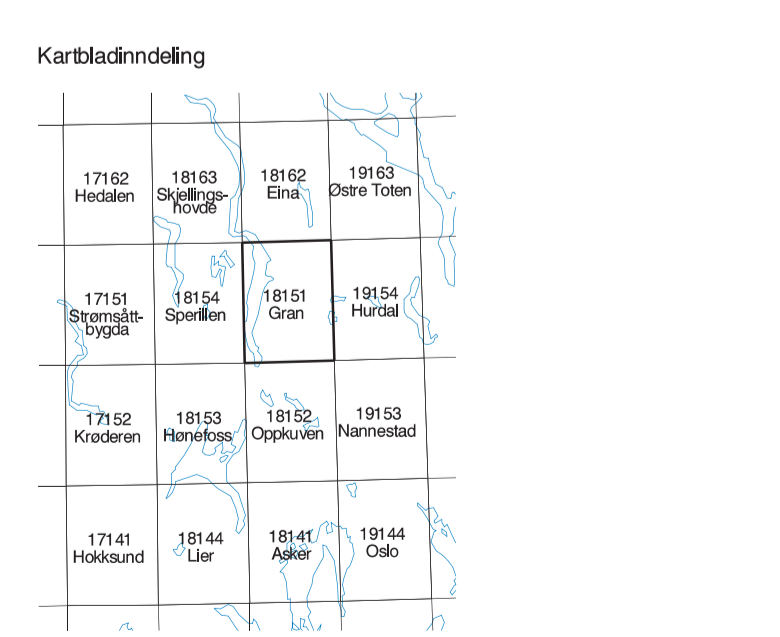 Kartbladinndeling
17162
Hedalen
18163
Skjellings-
hovde
18162
Eina
19163
Østre Toten
17151
Strømsått-
bygda
18154
Sperillen
18151
Gran
19154
Hurdal
17152
Krøderen
18153
Hønefoss
18152
Oppkuven
19153
Nannestad
17141
Hokksund
18144
Lier
18141
Asker
19144
Oslo